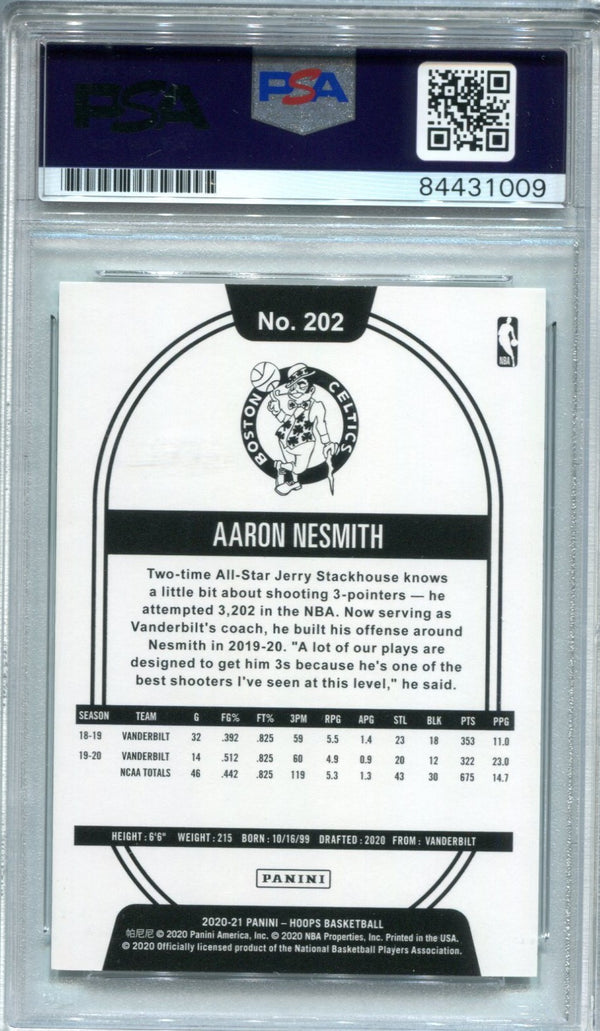 PSA
PSA
84431009
No. 202
NBA
BOSTON CELTICS
AARON NESMITH
Two-time All-Star Jerry Stackhouse knows
a little bit about shooting 3-pointers — he
attempted 3,202 in the NBA. Now serving as
Vanderbilt's coach, he built his offense around
Nesmith in 2019-20. "A lot of our plays are
designed to get him 3s because he's one of the
best shooters I've seen at this level," he said.
SEASON TEAM G FG% FT% 3PM RPG APG STL BLK PTS PPG
18-19 VANDERBILT 32 .392 .825 59 5.5 1.4 23 18 353 11.0
19-20 VANDERBILT 14 .512 .825 60 4.9 0.9 20 12 322 23.0
NCAA TOTALS 46 .442 .825 119 5.3 1.3 43 30 675 14.7
HEIGHT: 6'6" WEIGHT: 215 BORN: 10/16/99 DRAFTED: 2020 FROM: VANDERBILT
PANINI
2020-21 PANINI – HOOPS BASKETBALL
帕尼尼 © 2020 Panini America, Inc. © 2020 NBA Properties, Inc. Printed in the USA.
© 2020 Officially licensed product of the National Basketball Players Association.